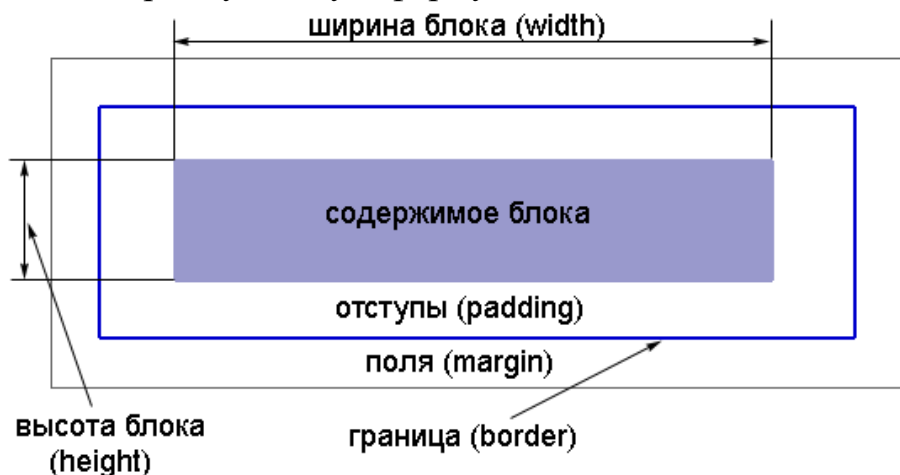 ширина блока (width)
содержимое блока
отступы (padding)
поля (margin)
высота блока
(height)
граница (border)